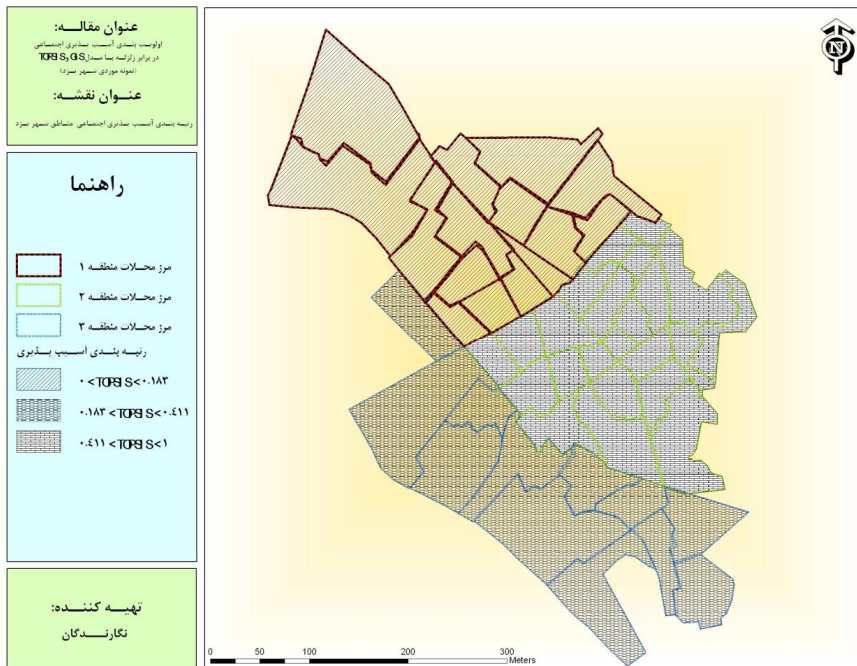 عنوان مقاله:
اولویت بندی آسیب پذیری اجتماعی
در برابر زلزله با مدل TOPSIS و GIS
(نمونه موردی شهر یزد)
عنوان نقشه:
رتبه بندی آسیب پذیری اجتماعی مناطق شهر یزد
راهنما
مرز محلات منطقه ۱
مرز محلات منطقه ۲
مرز محلات منطقه ۳
رتبه بندی آسیب پذیری
۰ < TOPSIS < ۰.۱۸۳
۰.۱۸۳ < TOPSIS < ۰.٤۱۱
۰.٤۱۱ < TOPSIS < ۱
تهیه کننده:
نگارندگان
N
0 50 100 200 300
Meters